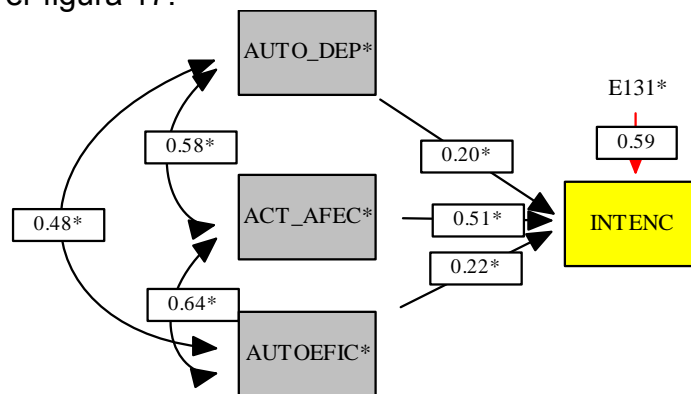 er figura 17.
AUTO_DEP*
E131*
0.58*
0.20*
0.59
0.48*
ACT_AFEC*
0.51*
INTENC
0.22*
0.64*
AUTOEFIC*